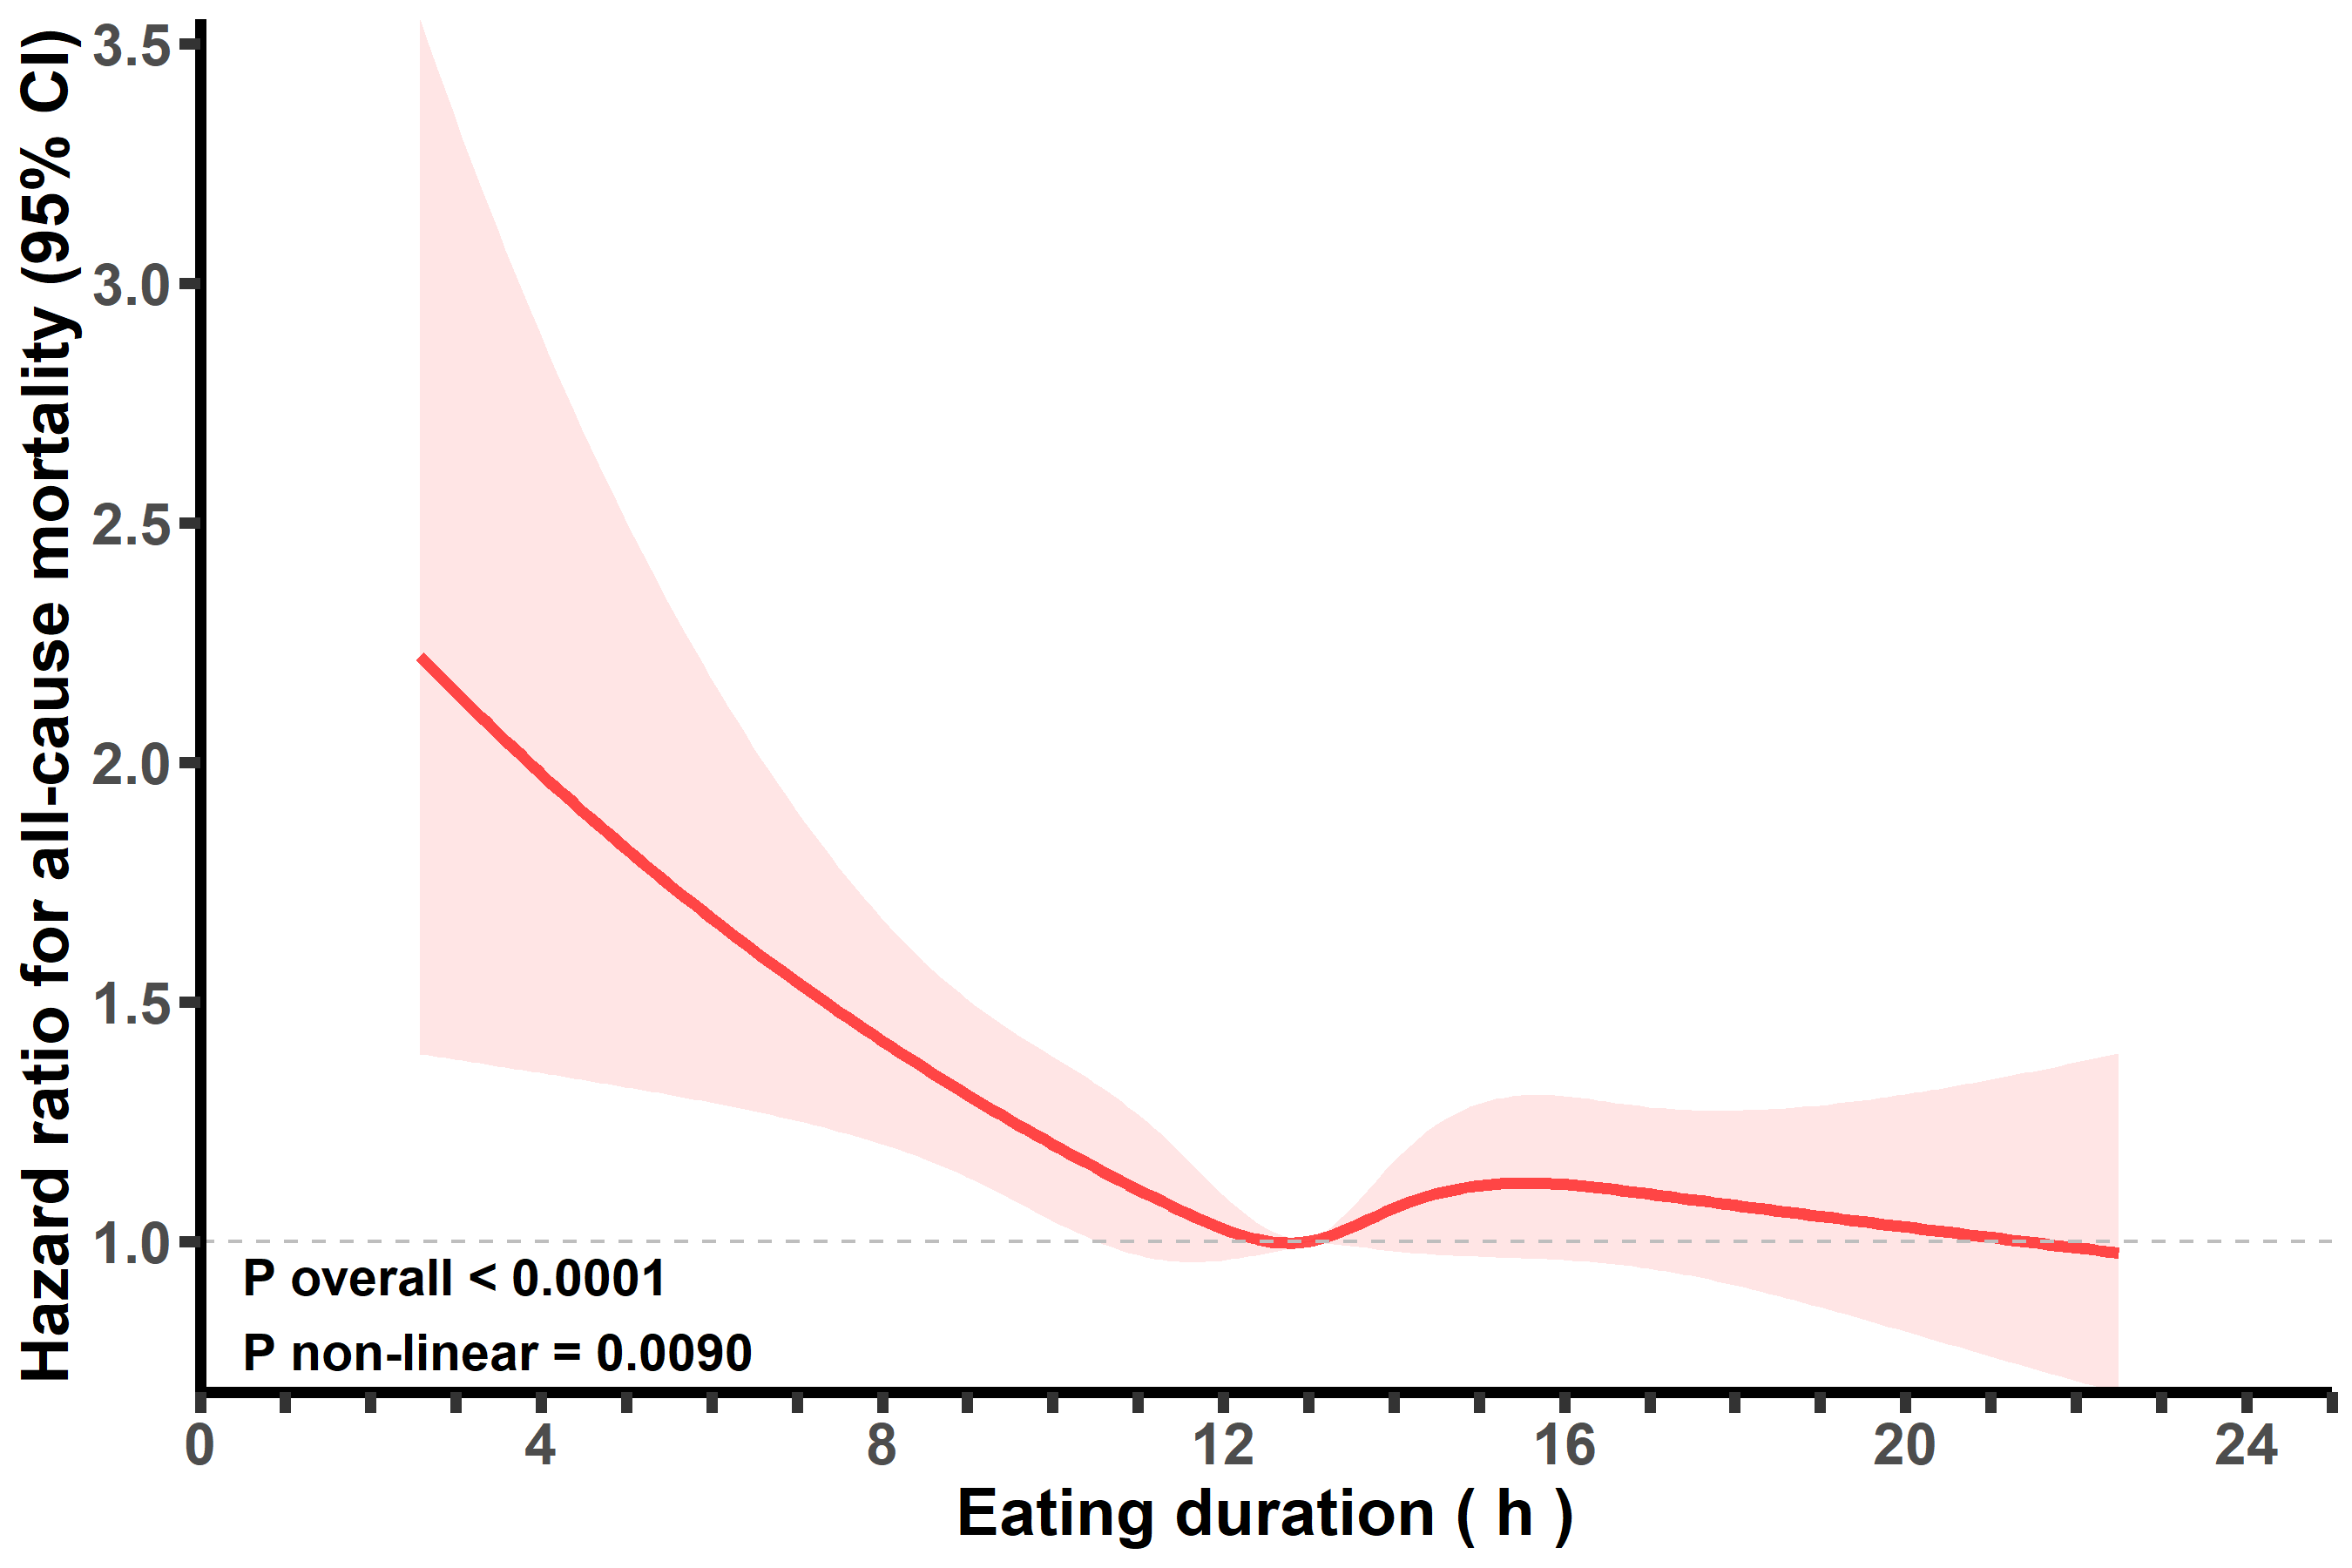 Hazard ratio for all-cause mortality (95% CI)
3.5
3.0
2.5
2.0
1.5
1.0
P overall < 0.0001
P non-linear = 0.0090
0 4 8 12 16 20 24
Eating duration ( h )